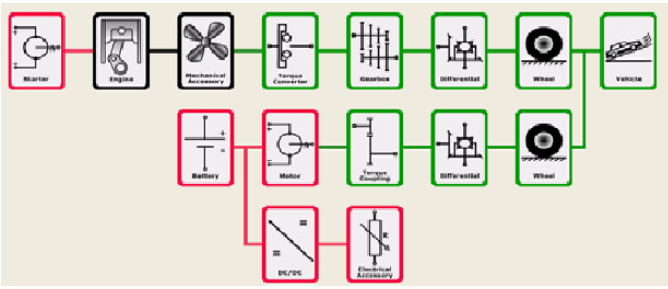 Starter
Engine
Mechanical
Accessory
Torque
Converter
Gearbox
Differential
Wheel
Vehicle
Battery
Motor
Torque
Coupling
Differential
Wheel
DC/DC
Electrical
Accessory